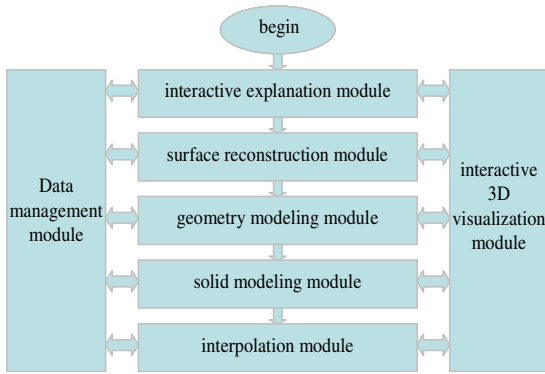 begin
interactive explanation module
surface reconstruction module
geometry modeling module
solid modeling module
interpolation module
Data
management
module
interactive
3D
visualization
module